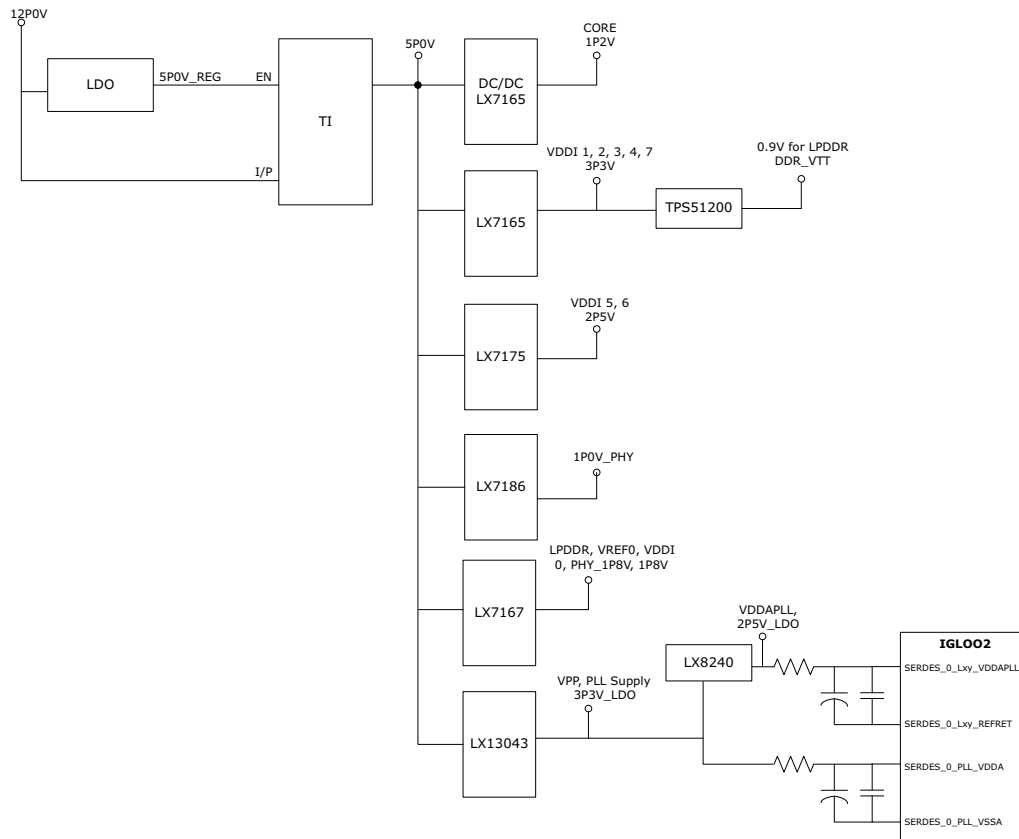 12P0V
LDO
5P0V_REG
EN
TI
I/P
5P0V
DC/DC
LX7165
CORE
1P2V
LX7165
VDDI 1, 2, 3, 4, 7
3P3V
TPS51200
0.9V for LPDDR
DDR_VTT
LX7175
VDDI 5, 6
2P5V
LX7186
1P0V_PHY
LX7167
LPDDR, VREF0, VDDI
0, PHY_1P8V, 1P8V
LX13043
VPP, PLL Supply
3P3V_LDO
LX8240
VDDAPLL,
2P5V_LDO
IGLOO2
SERDES_0_Lxy_VDDAPLL
SERDES_0_Lxy_REFRET
SERDES_0_PLL_VDDA
SERDES_0_PLL_VSSA